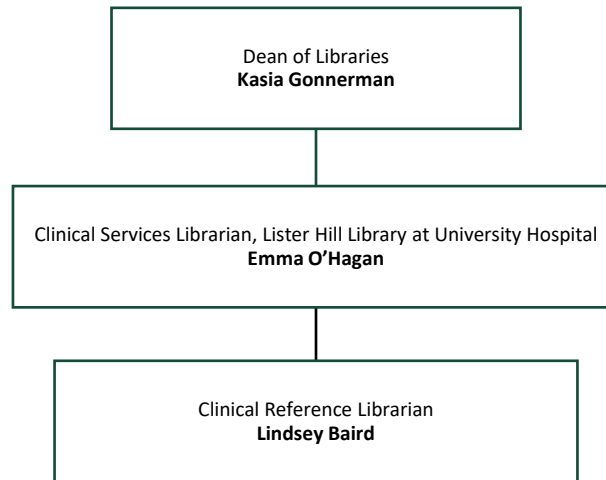 Dean of Libraries
Kasia Gonnerman
Clinical Services Librarian, Lister Hill Library at University Hospital
Emma O’Hagan
Clinical Reference Librarian
Lindsey Baird